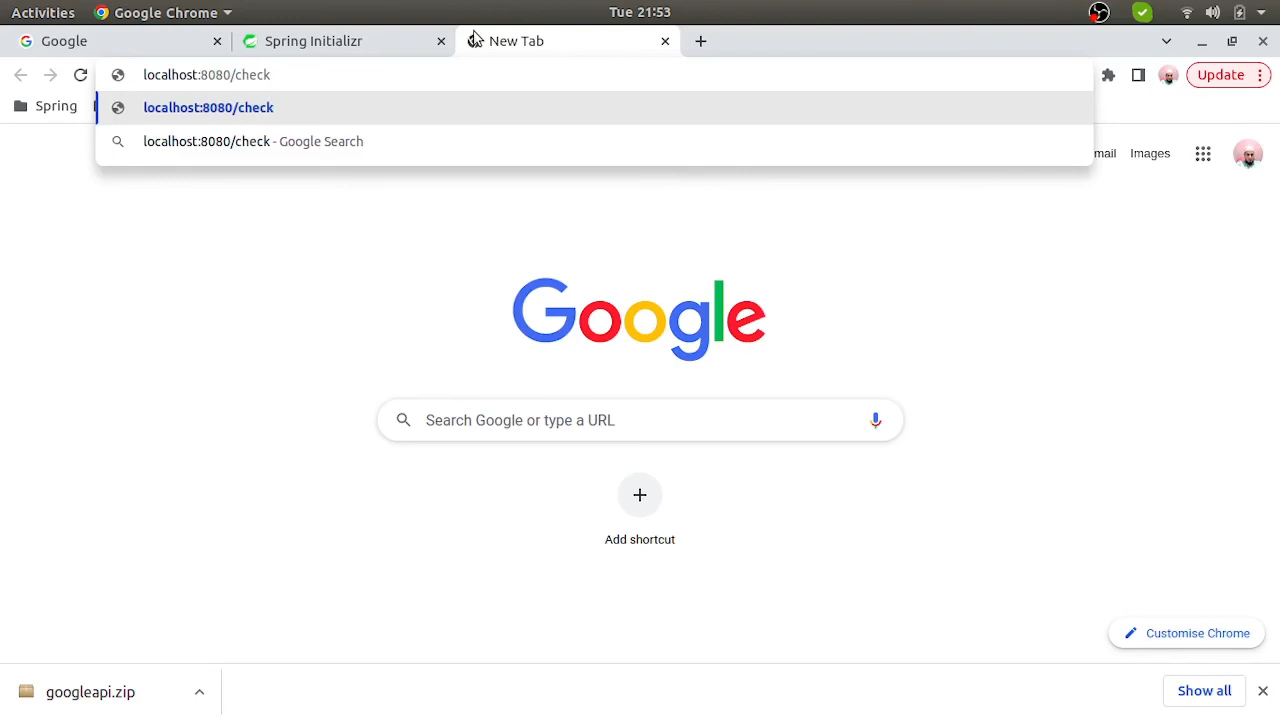 Activities Google Chrome Tue 21:53
Google Spring Initializr New Tab
localhost:8080/check Update
Spring localhost:8080/check
localhost:8080/check - Google Search
mail Images
Google
Search Google or type a URL
Add shortcut
Customise Chrome
googleapi.zip Show all